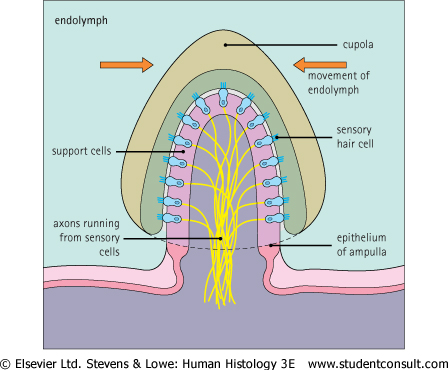 endolymph
cupola
movement of
endolymph
sensory
hair cell
support cells
axons running
from sensory
cells
epithelium
of ampulla
© Elsevier Ltd. Stevens & Lowe: Human Histology 3E www.studentconsult.com